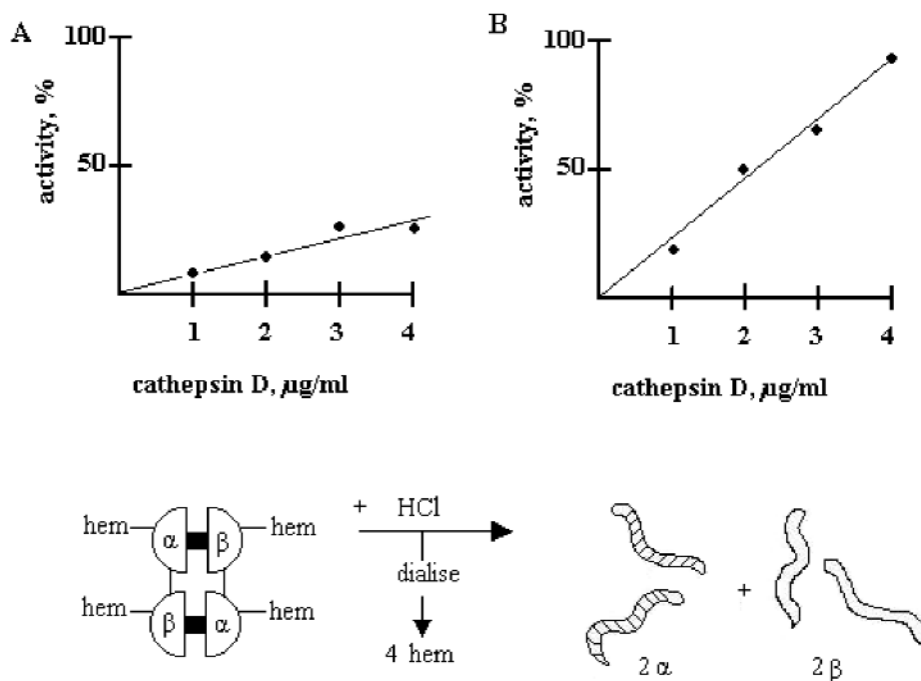 A
100
50
activity, %
1 2 3 4
cathepsin D, µg/ml
B
100
50
activity, %
1 2 3 4
cathepsin D, µg/ml
hem α β hem
hem β α hem
+ HCl
dialise
4 hem
+
2 α 2 β